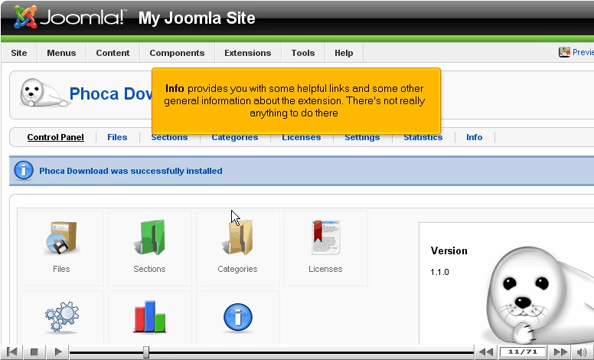 Joomla! My Joomla Site
Site Menus Content Components Extensions Tools Help Previe
Phoca Dow
Info provides you with some helpful links and some other
general information about the extension. There's not really
anything to do there
Control Panel Files Sections Categories Licenses Settings Statistics Info
Phoca Download was successfully installed
Files Sections Categories Licenses
Version
1.1.0
11/71